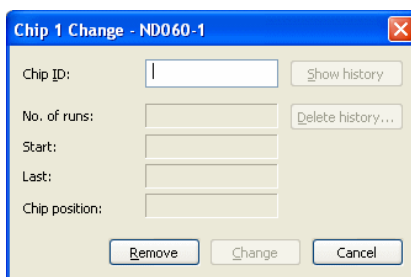 Chip 1 Change - ND060-1
Chip ID: Show history
No. of runs: Delete history...
Start:
Last:
Chip position:
Remove Change Cancel